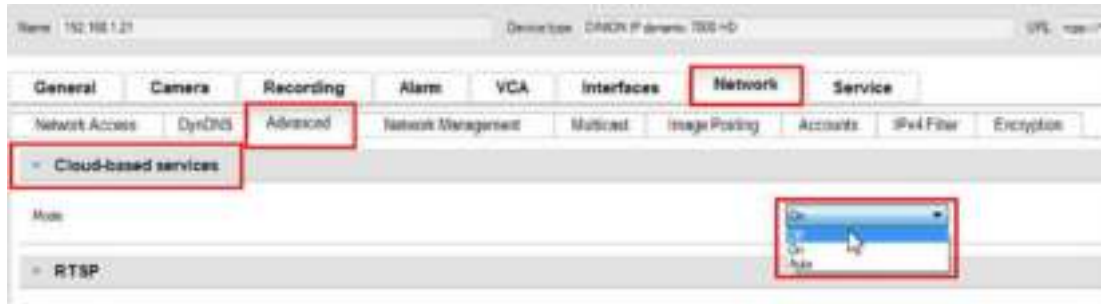 Name 192.168.1.21 Device type DINION IP dynamic 7000 HD URL
General Camera Recording Alarm VCA Interfaces Network Service
Network Access DynDNS Advanced Network Management Multicast Image Posting Accounts IPv4 Filter Encryption
Cloud-based services
Mode On
On
Auto
RTSP